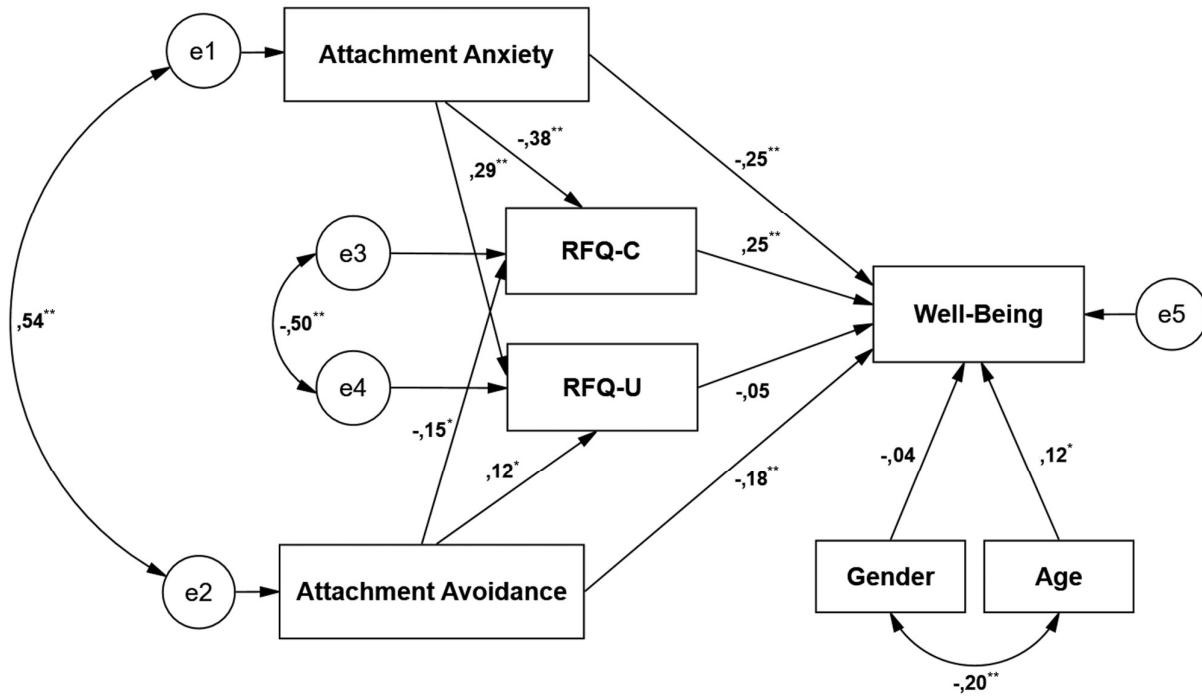 e1
Attachment Anxiety
-,38**
,29**
-,25**
e3
RFQ-C
,25**
Well-Being
e5
,54**
-,50**
e4
RFQ-U
-,05
-,15*
,12*
-,18**
-,04
,12*
e2
Attachment Avoidance
Gender
Age
-,20**